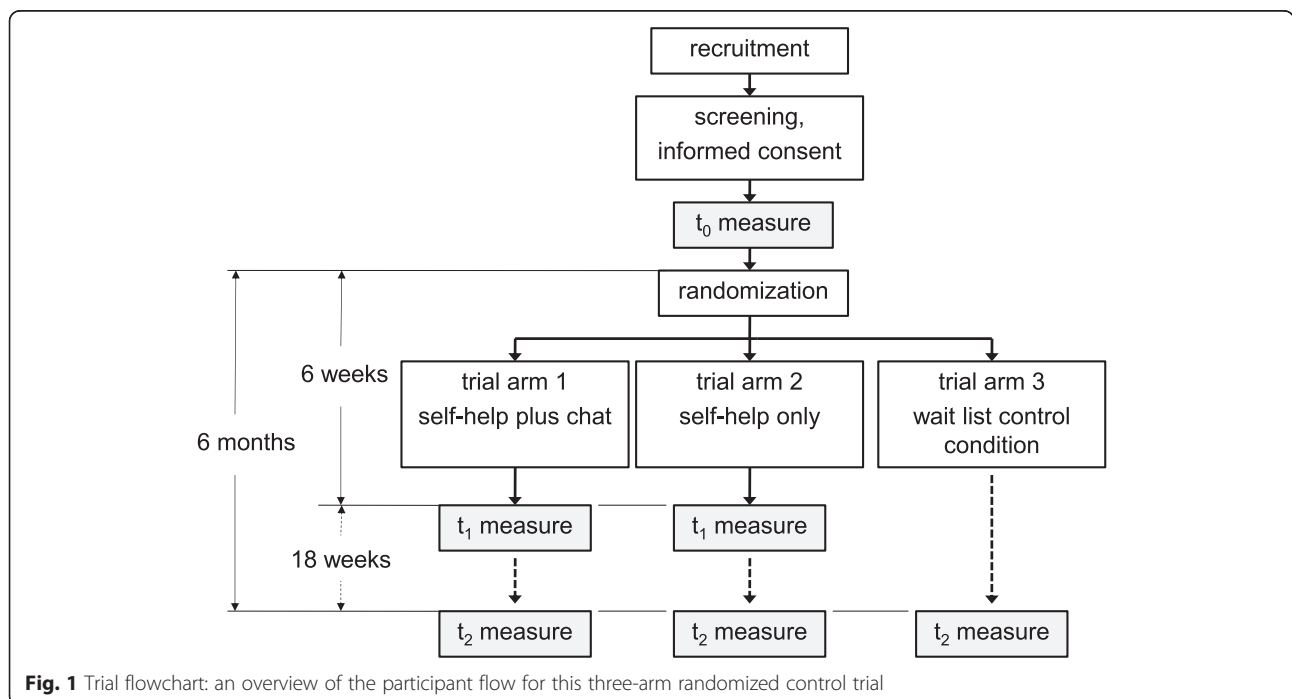 recruitment
screening,
informed consent
t₀ measure
randomization
6 weeks
6 months
18 weeks
trial arm 1
self-help plus chat
trial arm 2
self-help only
trial arm 3
wait list control
condition
t₁ measure
t₁ measure
t₂ measure
t₂ measure
t₂ measure
Fig. 1 Trial flowchart: an overview of the participant flow for this three-arm randomized control trial